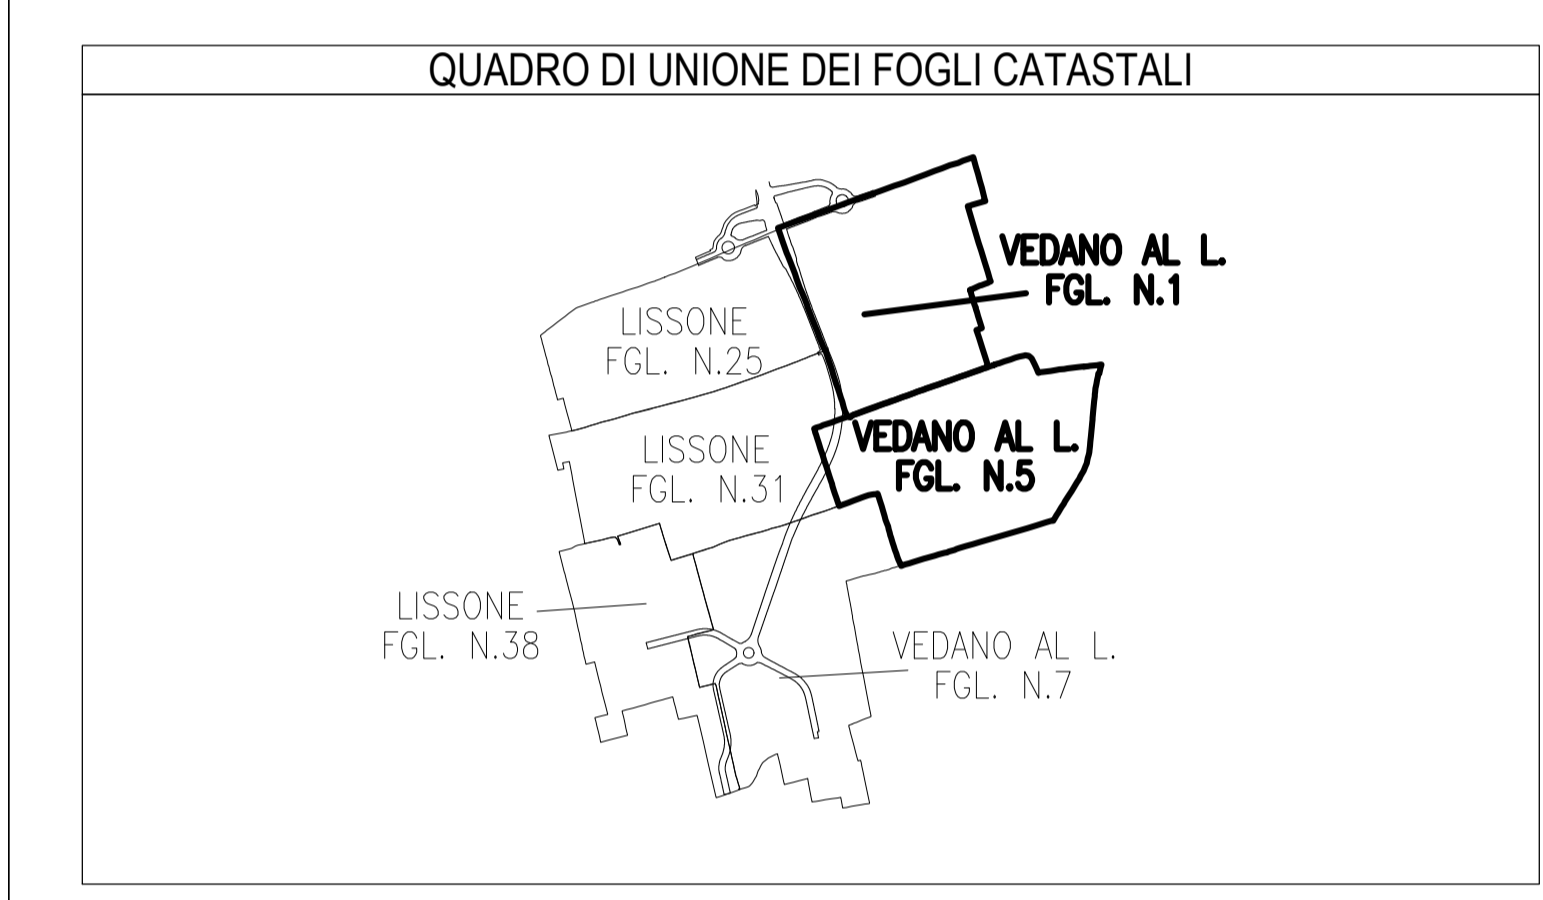 QUADRO DI UNIONE DEI FOGLI CATASTALI
VEDANO AL L.
FGL. N.1
LISSONE
FGL. N.25
VEDANO AL L.
FGL. N.5
LISSONE
FGL. N.31
LISSONE
FGL. N.38
VEDANO AL L.
FGL. N.7